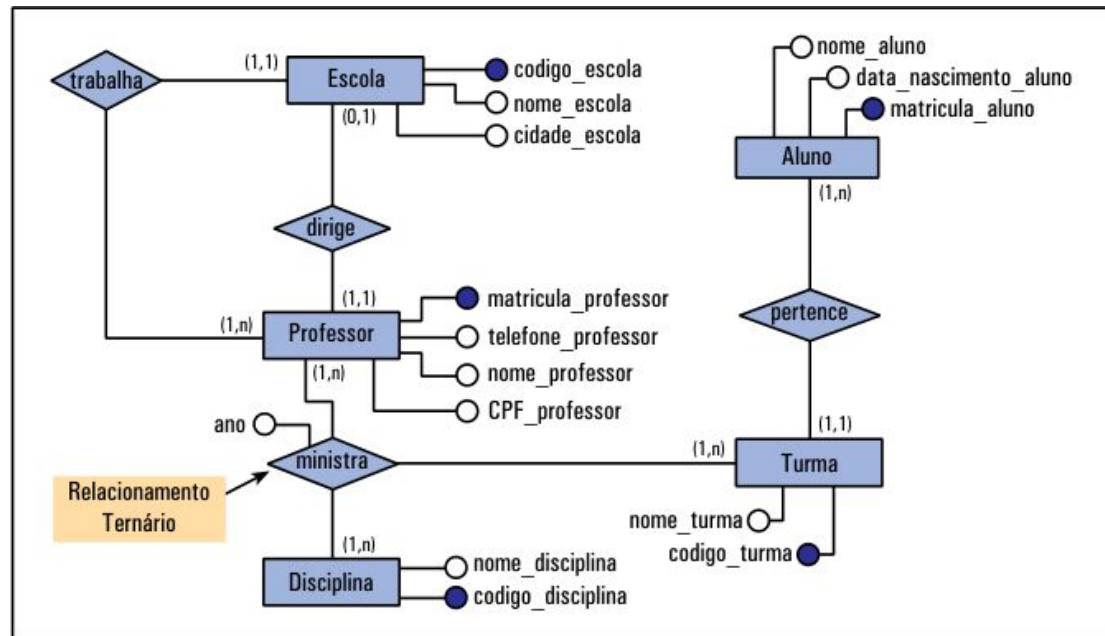 trabalha
(1,1)
Escola
(0,1)
codigo_escola
nome_escola
cidade_escola
nome_aluno
data_nascimento_aluno
matricula_aluno
Aluno
(1,n)
dirige
(1,1)
(1,n)
Professor
(1,n)
matricula_professor
telefone_professor
nome_professor
CPF_professor
pertence
(1,1)
ano
ministra
(1,n)
Turma
Relacionamento
Ternário
nome_turma
codigo_turma
(1,n)
Disciplina
nome_disciplina
codigo_disciplina